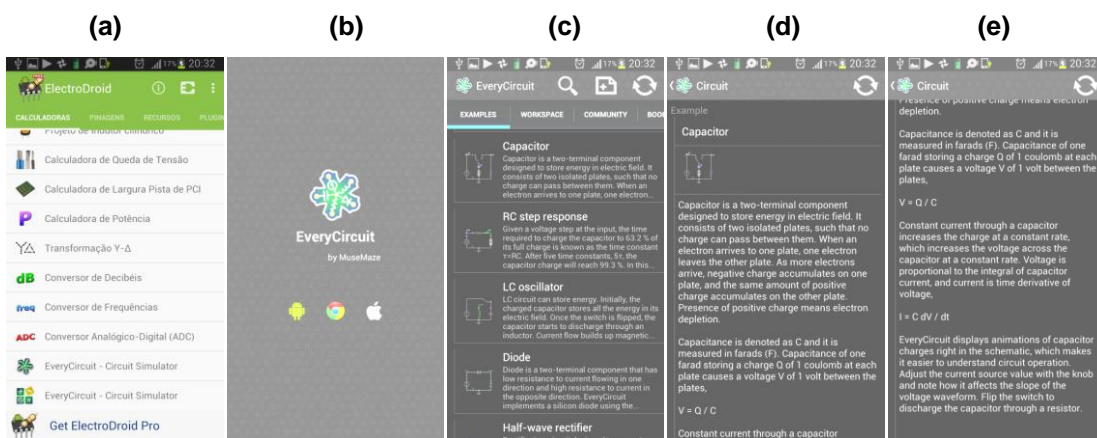 (a)
(b)
(c)
(d)
(e)
17% 20:32
ElectroDroid
CALCULADORAS PINAGENS RECURSOS PLUGIN
Projeto de Indutor Cilíndrico
Calculadora de Queda de Tensão
Calculadora de Largura Pista de PCI
P Calculadora de Potência
YΔ Transformação Y-Δ
dB Conversor de Decibéis
freq Conversor de Frequências
ADC Conversor Analógico-Digital (ADC)
EveryCircuit - Circuit Simulator
EveryCircuit - Circuit Simulator
Get ElectroDroid Pro
EveryCircuit
by MuseMaze
17% 20:32
EveryCircuit
EXAMPLES WORKSPACE COMMUNITY BOO
Capacitor
Capacitor is a two-terminal component
designed to store energy in electric field. It
consists of two isolated plates, such that no
charge can pass between them. When an
electron arrives to one plate, one electron...
RC step response
Given a voltage step at the input, the time
required to charge the capacitor to 63.2 % of
its full charge is known as the time constant
τ=RC. After five time constants, 5τ, the
capacitor charge will reach 99.3 %. In this...
LC oscillator
LC circuit can store energy. Initially, the
charged capacitor stores all the energy in its
electric field. Once the switch is flipped, the
capacitor starts to discharge through an
inductor. Current flow builds up magnetic...
Diode
Diode is a two-terminal component that has
low resistance to current flowing in one
direction and high resistance to current in
the opposite direction. EveryCircuit
implements a silicon diode using the...
Half-wave rectifier
17% 20:32
Circuit
Example
Capacitor
Capacitor is a two-terminal component
designed to store energy in electric field. It
consists of two isolated plates, such that no
charge can pass between them. When an
electron arrives to one plate, one electron
leaves the other plate. As more electrons
arrive, negative charge accumulates on one
plate, and the same amount of positive
charge accumulates on the other plate.
Presence of positive charge means electron
depletion.
Capacitance is denoted as C and it is
measured in farads (F). Capacitance of one
farad storing a charge Q of 1 coulomb at each
plate causes a voltage V of 1 volt between the
plates,
V = Q / C
Constant current through a capacitor
17% 20:32
Circuit
Presence of positive charge means electron
depletion.
Capacitance is denoted as C and it is
measured in farads (F). Capacitance of one
farad storing a charge Q of 1 coulomb at each
plate causes a voltage V of 1 volt between the
plates,
V = Q / C
Constant current through a capacitor
increases the charge at a constant rate,
which increases the voltage across the
capacitor at a constant rate. Voltage is
proportional to the integral of capacitor
current, and current is time derivative of
voltage,
I = C dV / dt
EveryCircuit displays animations of capacitor
charges right in the schematic, which makes
it easier to understand circuit operation.
Adjust the current source value with the knob
and note how it affects the slope of the
voltage waveform. Flip the switch to
discharge the capacitor through a resistor.